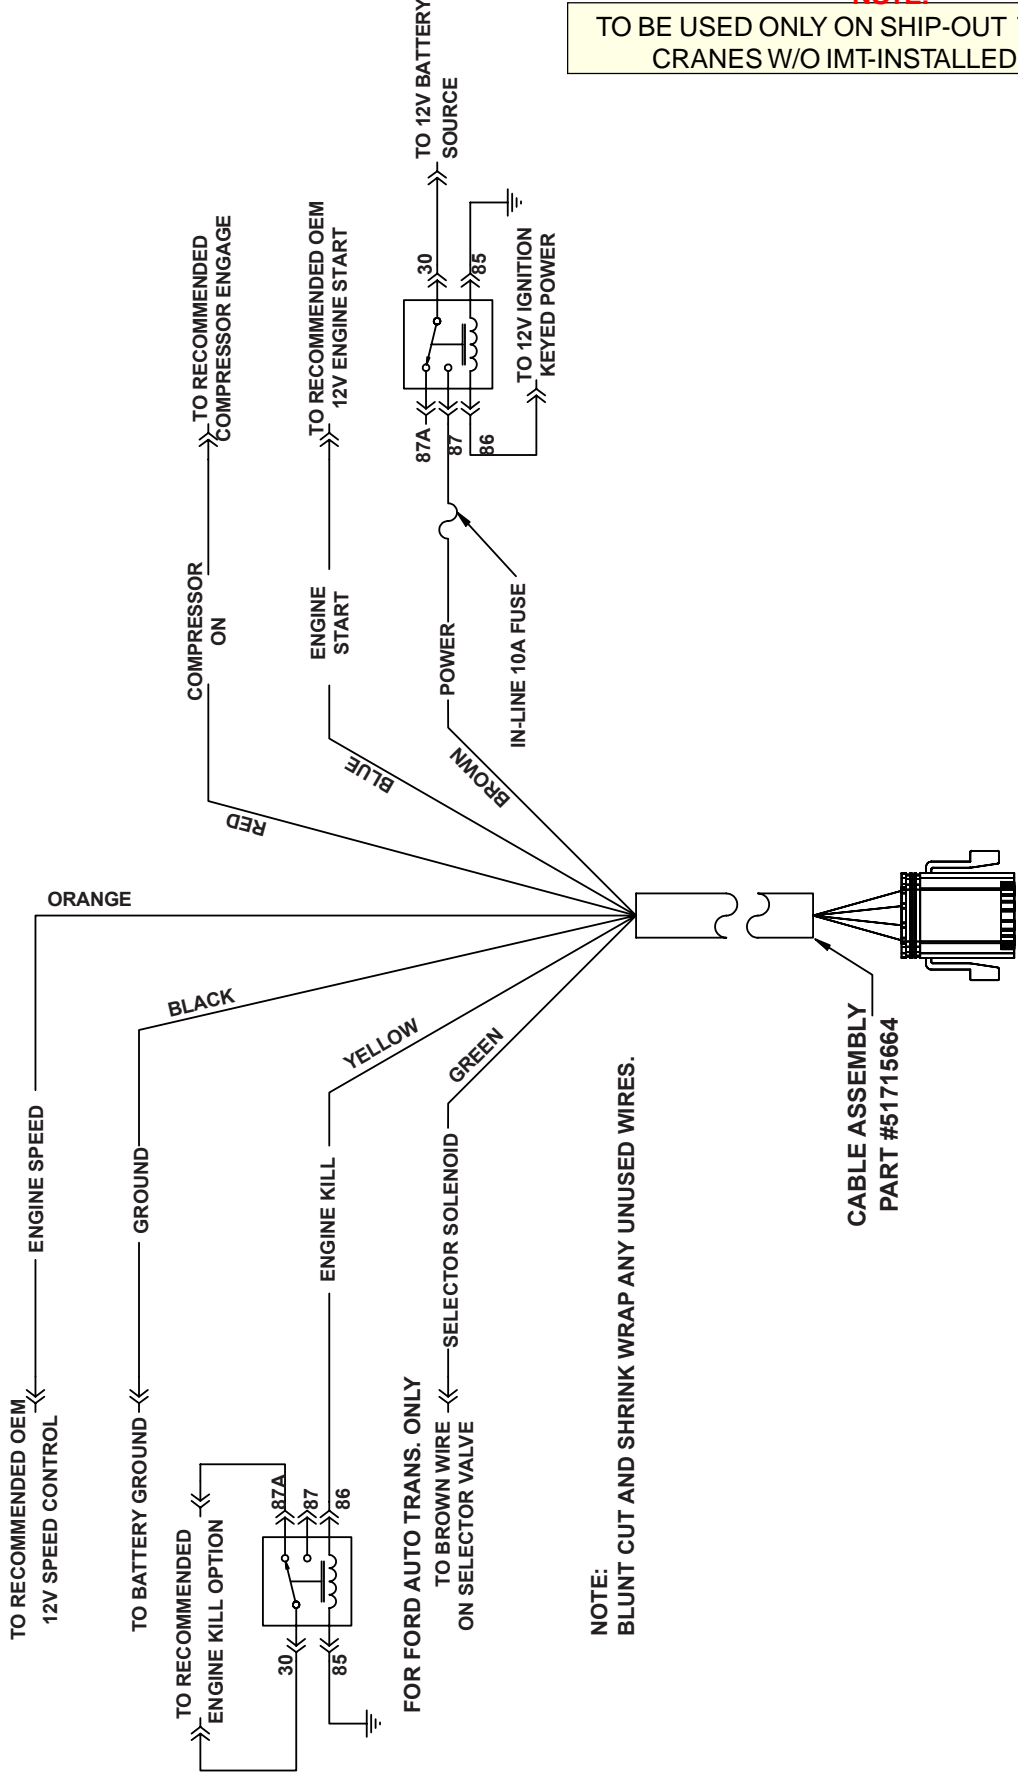 NOTE:
TO BE USED ONLY ON SHIP-OUT
CRANES W/O IMT-INSTALLED
TO RECOMMENDED OEM
12V SPEED CONTROL
ENGINE SPEED
ORANGE
TO BATTERY GROUND
GROUND
BLACK
TO RECOMMENDED
ENGINE KILL OPTION
30
85
87A
87
86
ENGINE KILL
YELLOW
FOR FORD AUTO TRANS. ONLY
TO BROWN WIRE
ON SELECTOR VALVE
SELECTOR SOLENOID
GREEN
RED
COMPRESSOR
ON
TO RECOMMENDED
COMPRESSOR ENGAGE
BLUE
ENGINE
START
TO RECOMMENDED OEM
12V ENGINE START
BROWN
POWER
IN-LINE 10A FUSE
87A
87
86
30
85
TO 12V BATTERY
SOURCE
TO 12V IGNITION
KEYED POWER
NOTE:
BLUNT CUT AND SHRINK WRAP ANY UNUSED WIRES.
CABLE ASSEMBLY
PART #51715664